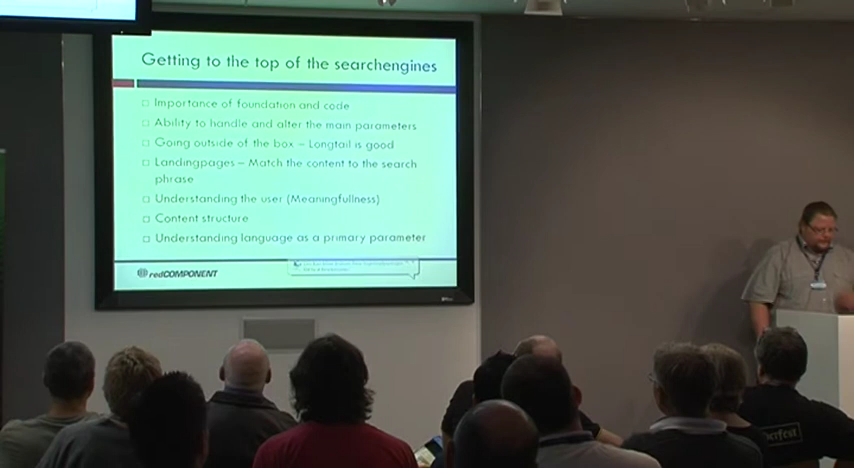 Getting to the top of the searchengines
Importance of foundation and code
Ability to handle and alter the main parameters
Going outside of the box – Longtail is good
Landingpages – Match the content to the search
phrase
Understanding the user (Meaningfullness)
Content structure
Understanding language as a primary parameter
redCOMPONENT